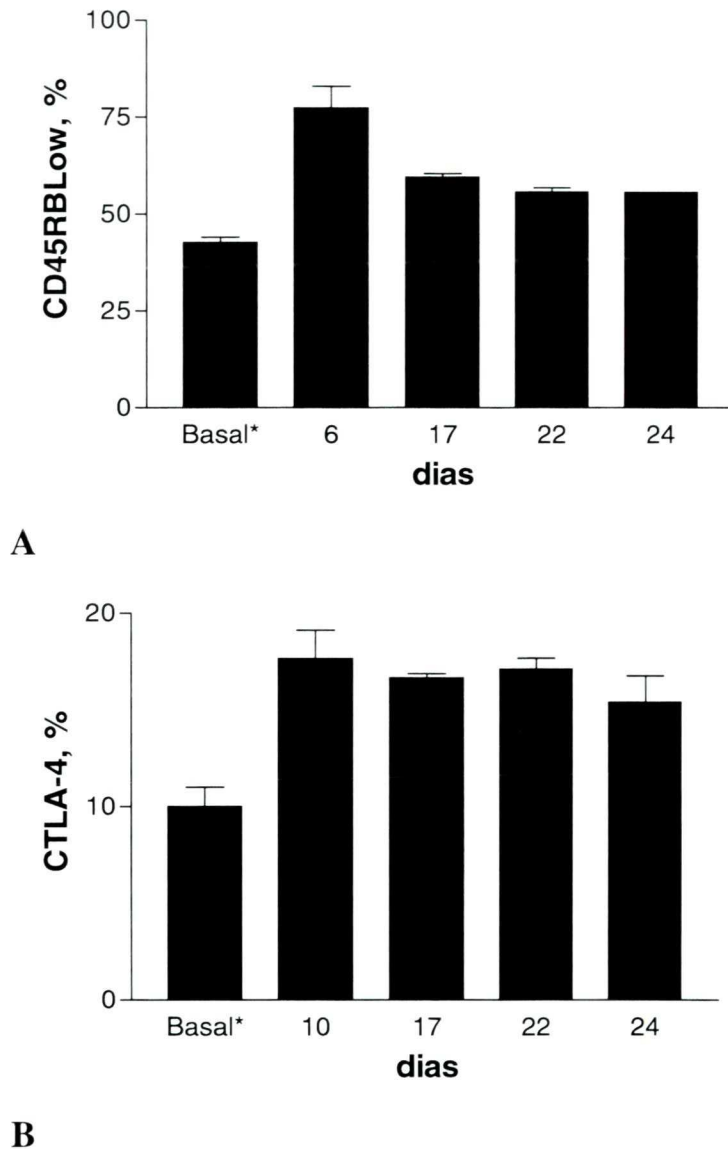 100
75
50
25
0
CD45RBLow, %
Basal* 6 17 22 24
dias
A
20
10
0
CTLA-4, %
Basal* 10 17 22 24
dias
B